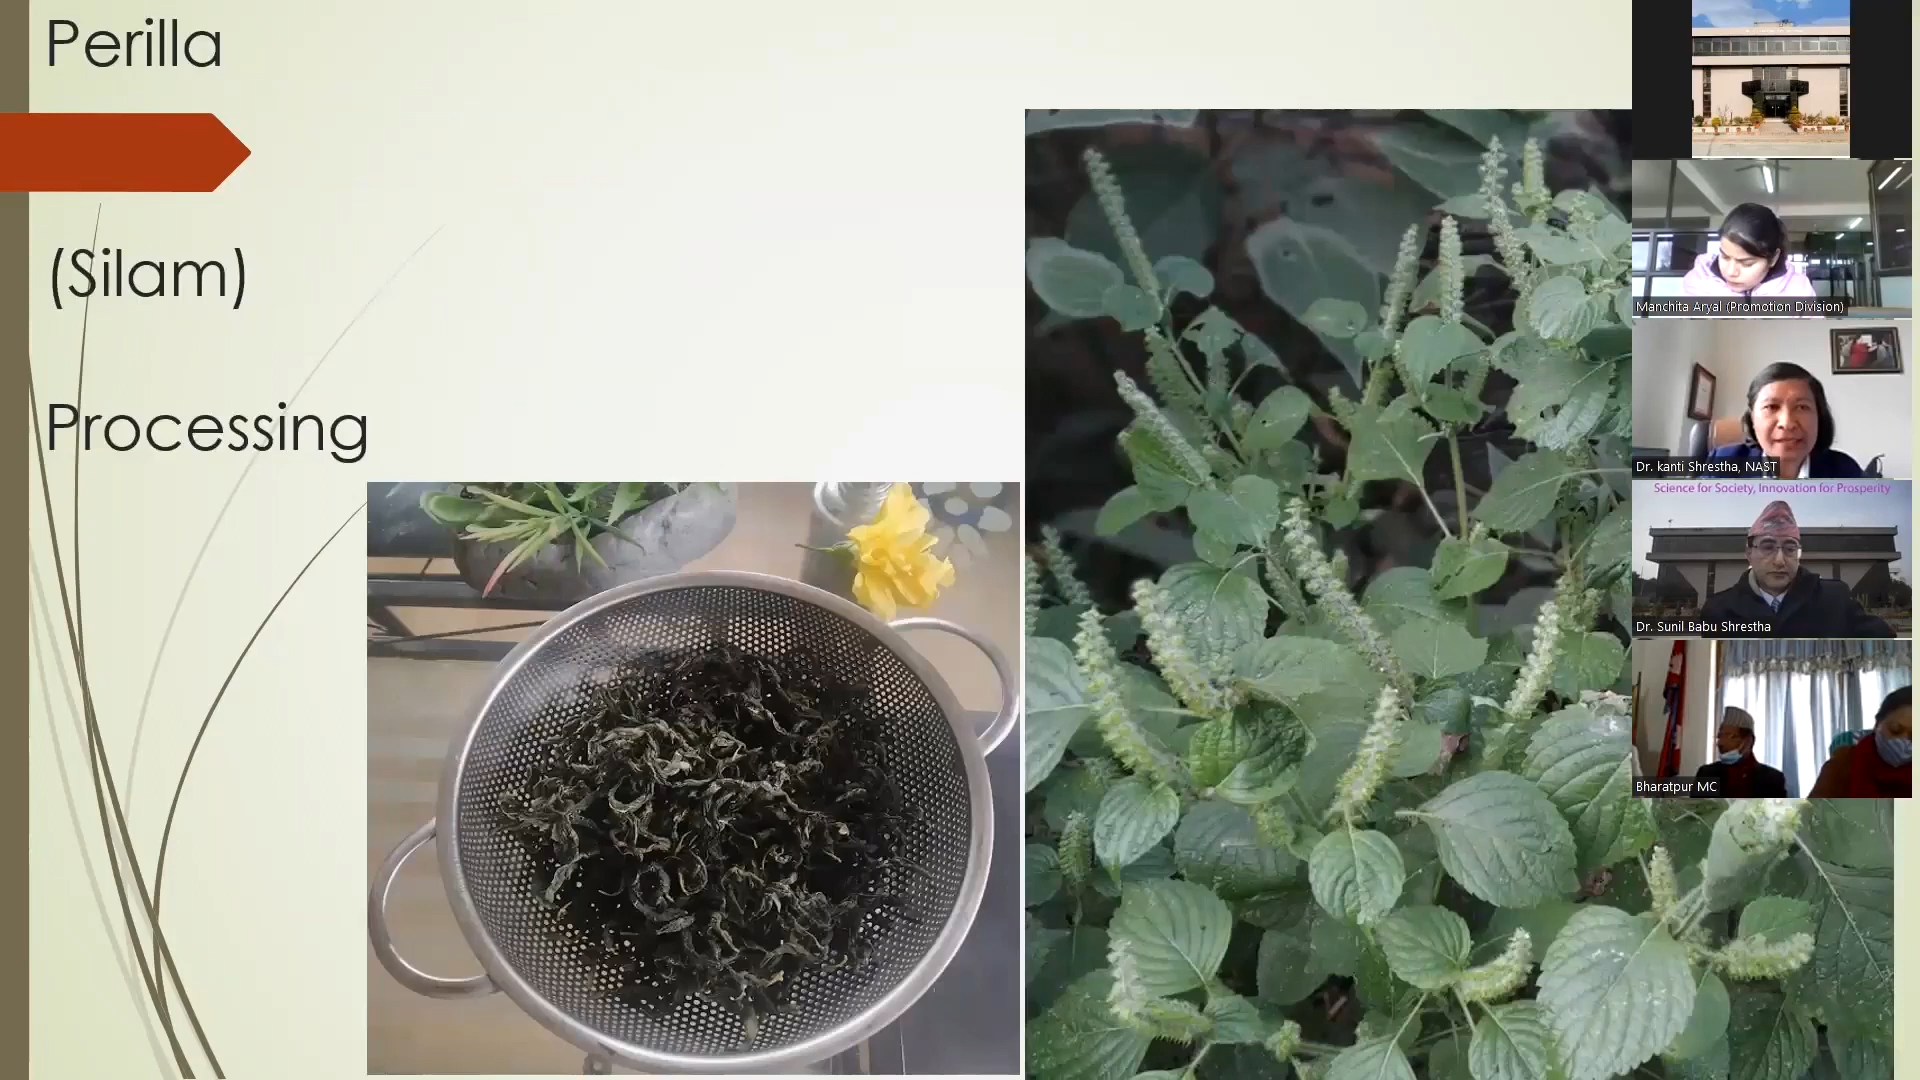 Perilla
(Silam)
Processing
Manchita Aryal (Promotion Division)
Dr. kanti Shrestha, NAST
Science for Society, Innovation for Prosperity
Dr. Sunil Babu Shrestha
Bharatpur MC